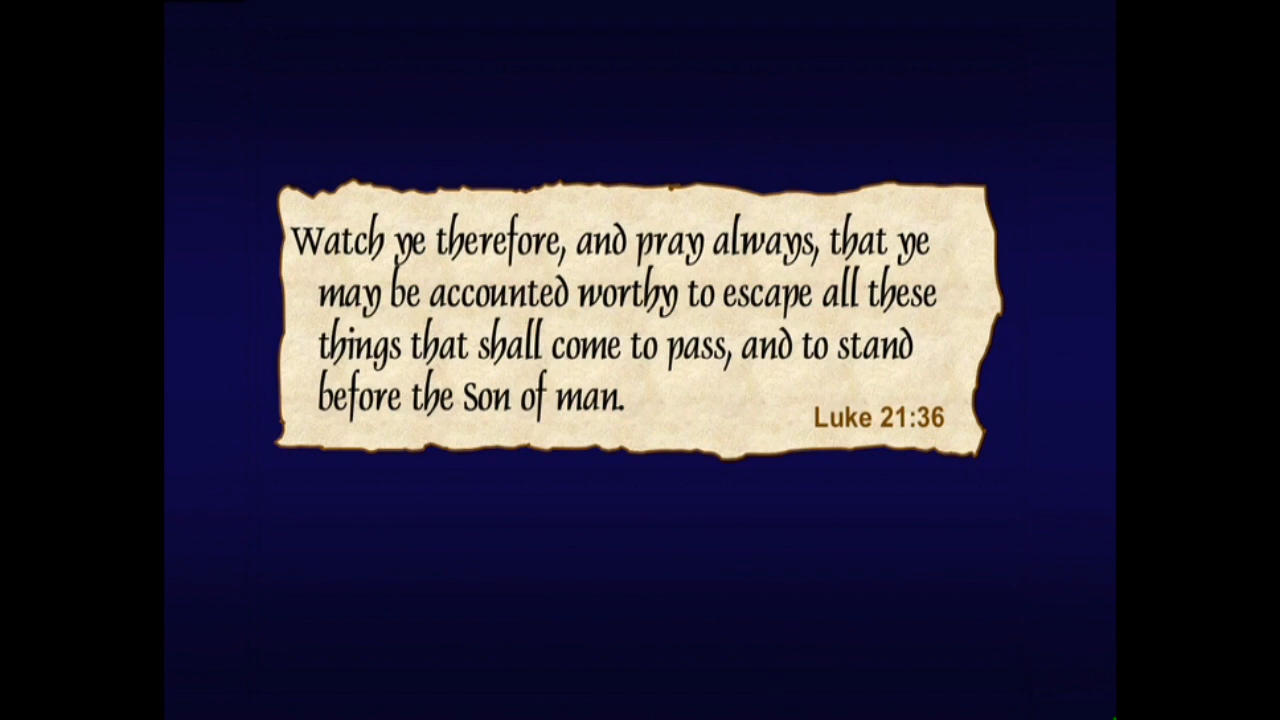 Watch ye therefore, and pray always, that ye
may be accounted worthy to escape all these
things that shall come to pass, and to stand
before the Son of man.
Luke 21:36